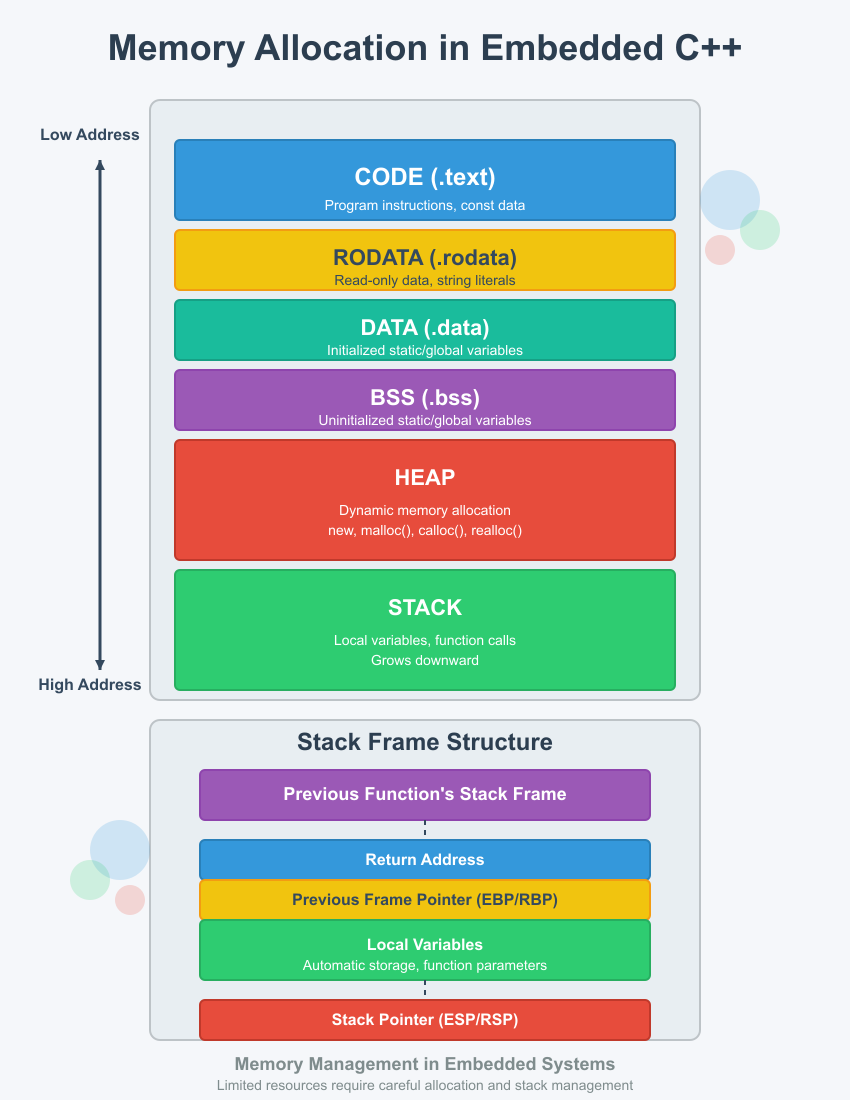 Memory Allocation in Embedded C++
Low Address
CODE (.text)
Program instructions, const data
RODATA (.rodata)
Read-only data, string literals
DATA (.data)
Initialized static/global variables
BSS (.bss)
Uninitialized static/global variables
HEAP
Dynamic memory allocation
new, malloc(), calloc(), realloc()
STACK
Local variables, function calls
Grows downward
High Address
Stack Frame Structure
Previous Function's Stack Frame
Return Address
Previous Frame Pointer (EBP/RBP)
Local Variables
Automatic storage, function parameters
Stack Pointer (ESP/RSP)
Memory Management in Embedded Systems
Limited resources require careful allocation and stack management